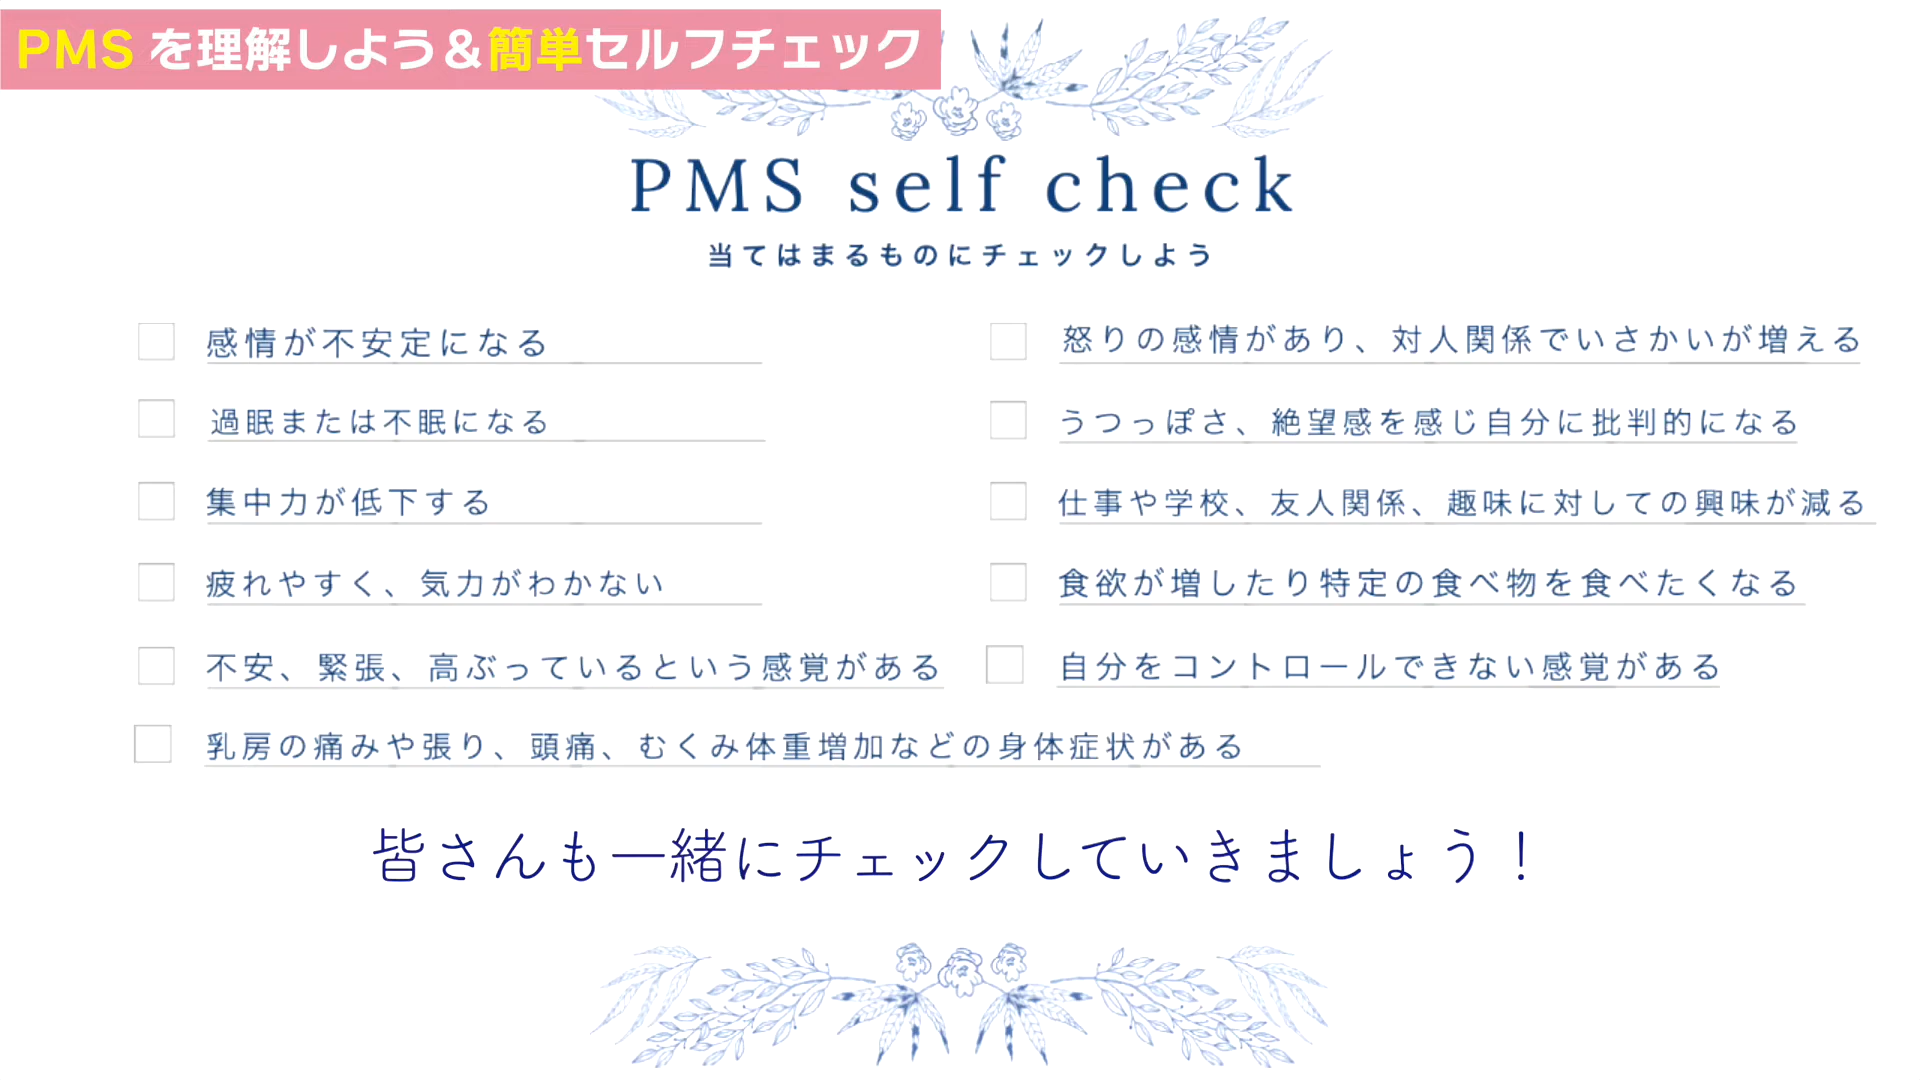 PMSを理解しよう&簡単セルフチェック
PMS self check
当てはまるものにチェックしよう
感情が不安定になる
過眠または不眠になる
集中力が低下する
疲れやすく、気力がわかない
不安、緊張、高ぶっているという感覚がある
乳房の痛みや張り、頭痛、むくみ体重増加などの身体症状がある
怒りの感情があり、対人関係でいさかいが増える
うつっぽさ、絶望感を感じ自分に批判的になる
仕事や学校、友人関係、趣味に対しての興味が減る
食欲が増したり特定の食べ物を食べたくなる
自分をコントロールできない感覚がある
皆さんも一緒にチェックしていきましょう！